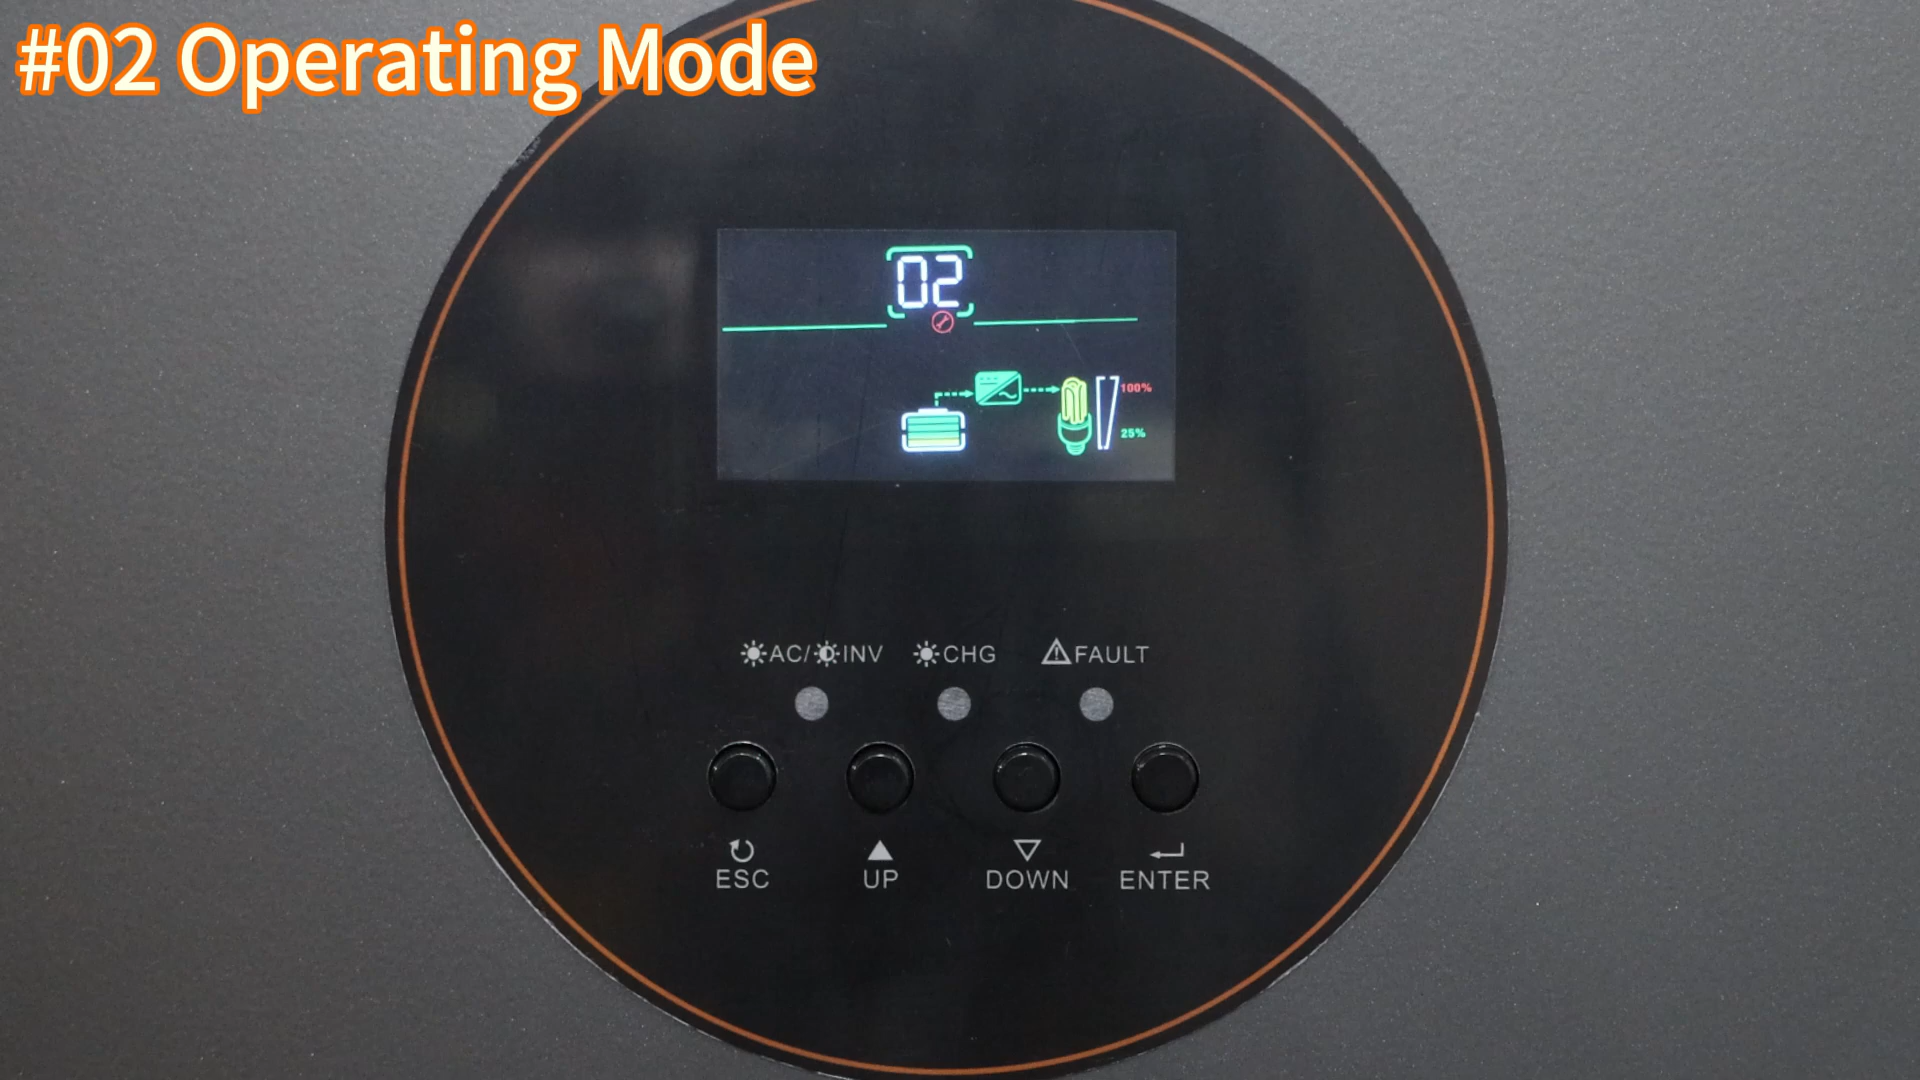 #02 Operating Mode
02
100%
25%
AC/ INV CHG FAULT
ESC UP DOWN ENTER